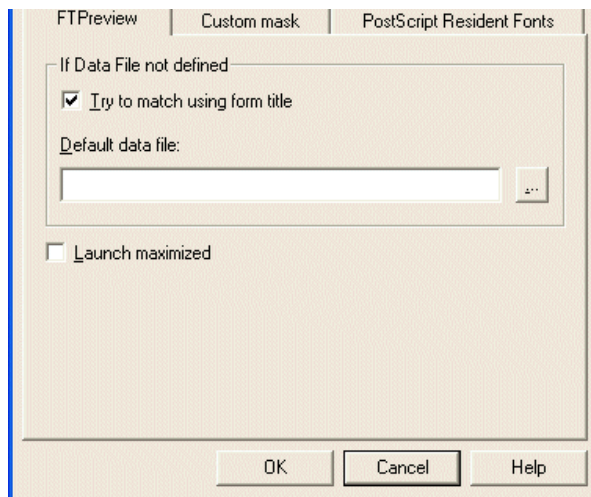 FTPreview Custom mask PostScript Resident Fonts
If Data File not defined
Try to match using form title
Default data file:
...
Launch maximized
OK Cancel Help